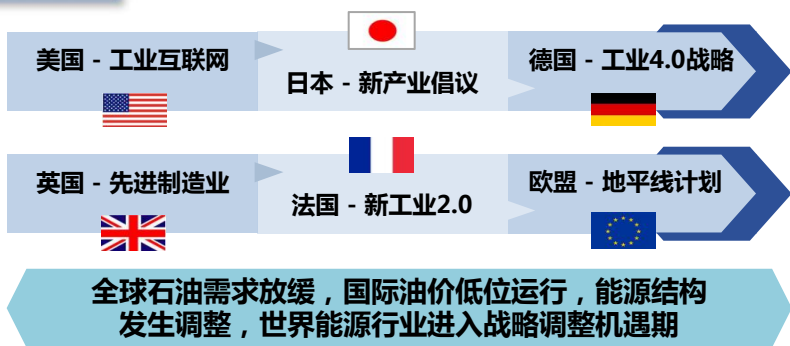 美国 - 工业互联网
日本 - 新产业倡议
德国 - 工业4.0战略
英国 - 先进制造业
法国 - 新工业2.0
欧盟 - 地平线计划
全球石油需求放缓，国际油价低位运行，能源结构
发生调整，世界能源行业进入战略调整机遇期